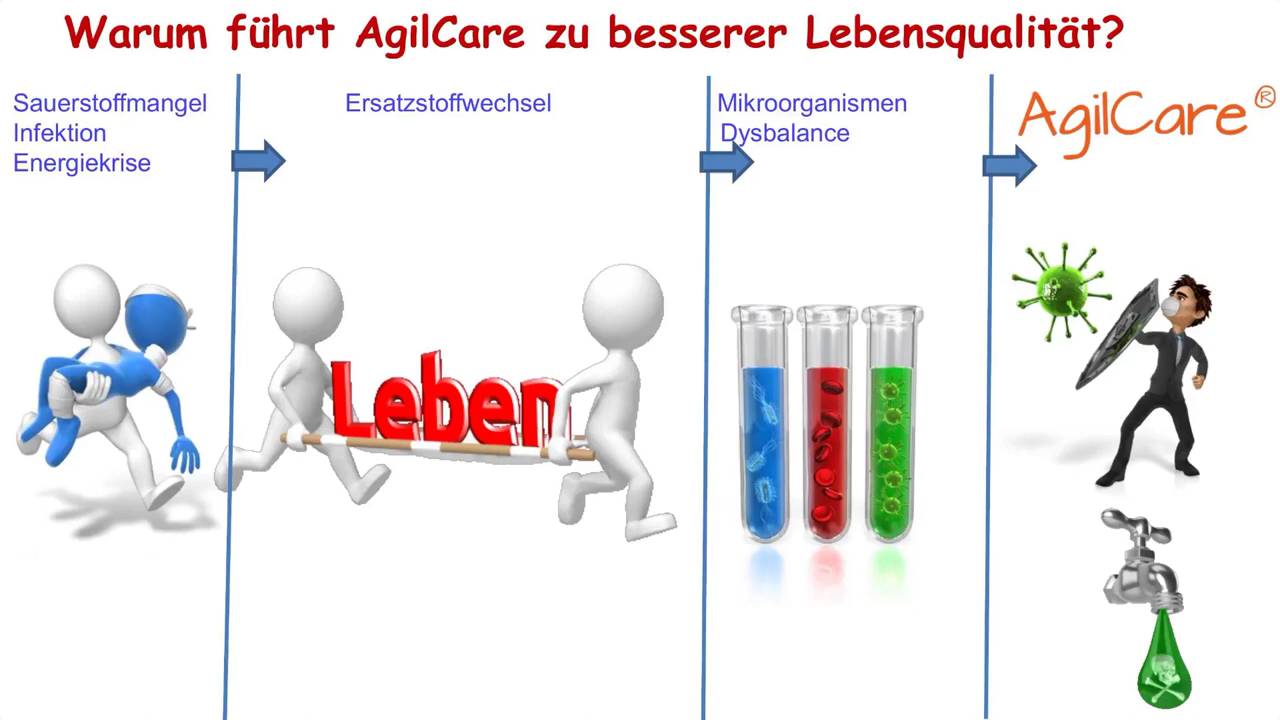 Warum führt AgilCare zu besserer Lebensqualität?
Sauerstoffmangel
Infektion
Energiekrise
Ersatzstoffwechsel
Mikroorganismen
Dysbalance
AgilCare®
Leben